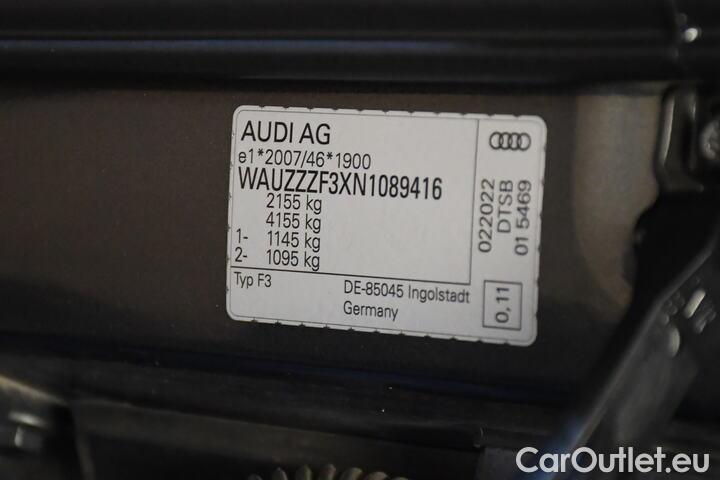 AUDI AG
e1*2007/46*1900
WAUZZZF3XN1089416
2155 kg
4155 kg
1- 1145 kg
2- 1095 kg
Typ F3
DE-85045 Ingolstadt
Germany
022022
DTSB
01 5469
0,11
CarOutlet.eu